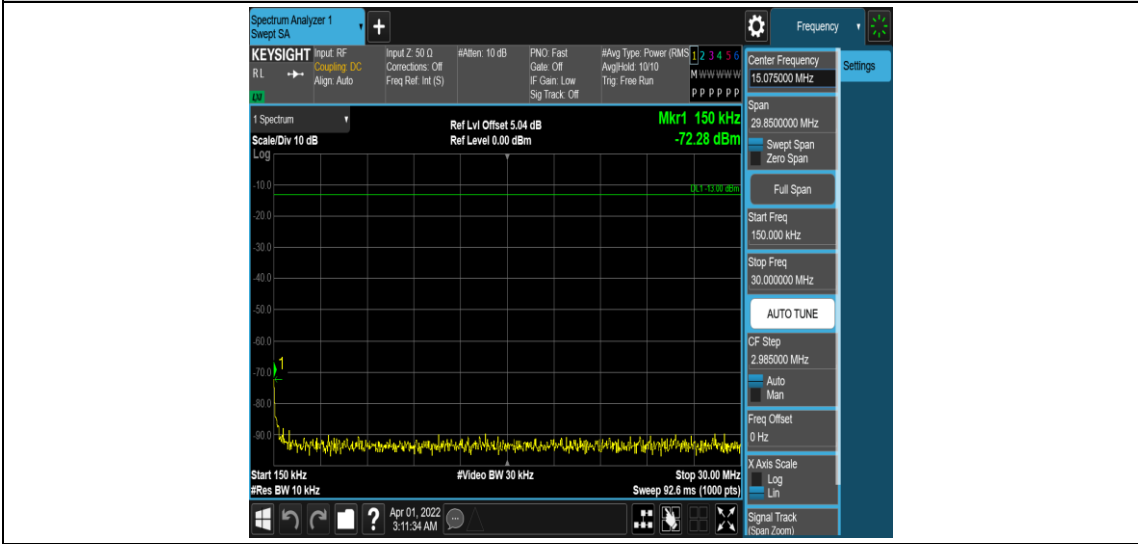 Spectrum Analyzer 1
Swept SA
+
Frequency
KEYSIGHT
RL
Input: RF
Coupling: DC
Align: Auto
Input Z: 50 Ω
Corrections: Off
Freq Ref: Int (S)
#Atten: 10 dB
PNO: Fast
Gate: Off
IF Gain: Low
Sig Track: Off
#Avg Type: Power (RMS
Avg|Hold: 10/10
Trig: Free Run
1 2 3 4 5 6
M W W W W W
P P P P P P
1 Spectrum
Scale/Div 10 dB
Log
Ref Lvl Offset 5.04 dB
Ref Level 0.00 dBm
Mkr1 150 kHz
-72.28 dBm
DL1 -13.00 dBm
-10.0
-20.0
-30.0
-40.0
-50.0
-60.0
1
-70.0
-80.0
-90.0
Start 150 kHz
#Res BW 10 kHz
#Video BW 30 kHz
Stop 30.00 MHz
Sweep 92.6 ms (1000 pts)
?
Apr 01, 2022
3:11:34 AM
Center Frequency
15.075000 MHz
Settings
Span
29.8500000 MHz
Swept Span
Zero Span
Full Span
Start Freq
150.000 kHz
Stop Freq
30.000000 MHz
AUTO TUNE
CF Step
2.985000 MHz
Auto
Man
Freq Offset
0 Hz
X Axis Scale
Log
Lin
Signal Track
(Span Zoom)